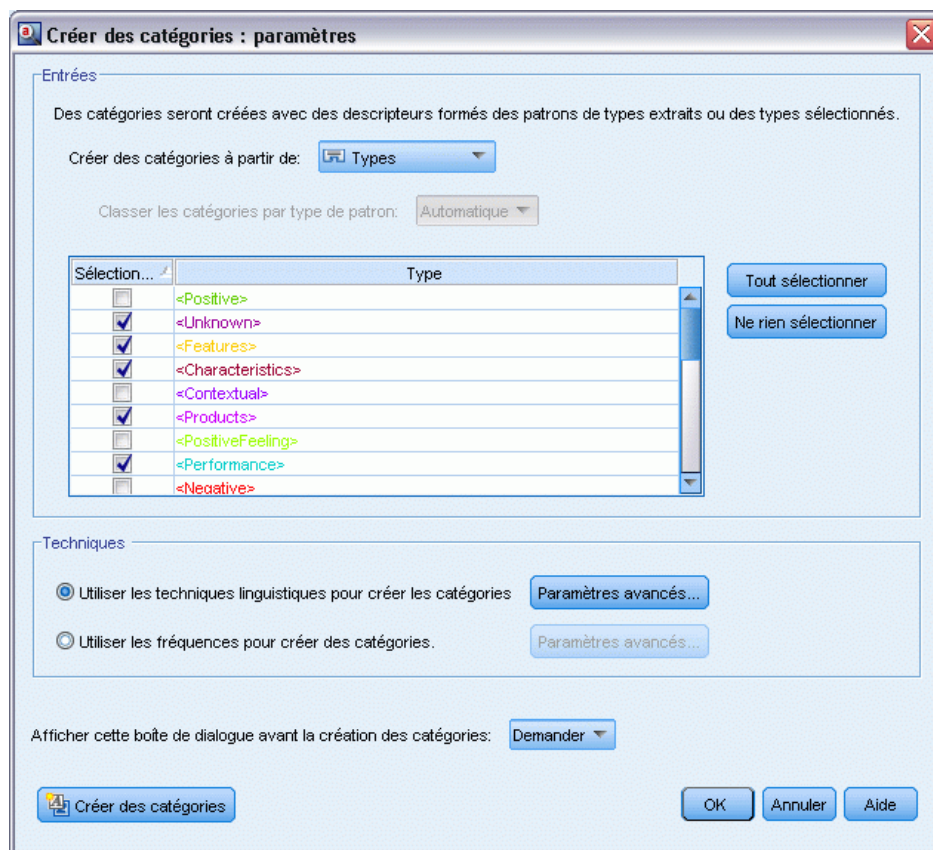 Créer des catégories : paramètres
Entrées
Des catégories seront créées avec des descripteurs formés des patrons de types extraits ou des types sélectionnés.
Créer des catégories à partir de: Types
Classer les catégories par type de patron: Automatique
Sélection... Type
<Positive>
<Unknown>
<Features>
<Characteristics>
<Contextual>
<Products>
<PositiveFeeling>
<Performance>
<Negative>
Tout sélectionner
Ne rien sélectionner
Techniques
Utiliser les techniques linguistiques pour créer les catégories Paramètres avancés...
Utiliser les fréquences pour créer des catégories. Paramètres avancés...
Afficher cette boîte de dialogue avant la création des catégories: Demander
Créer des catégories OK Annuler Aide